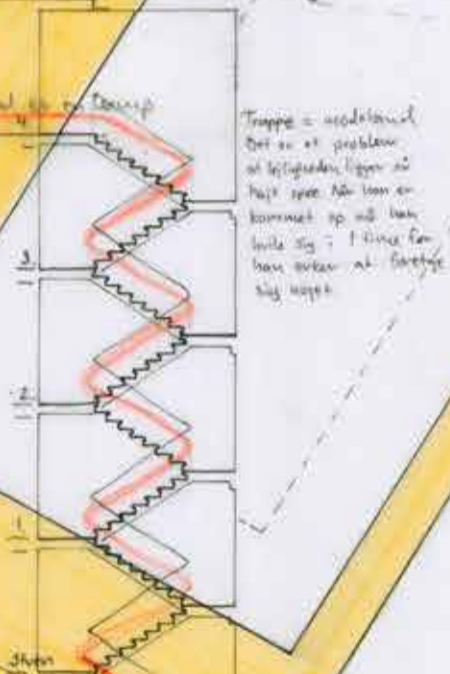 4
Trappe = modstand
Det er et problem
at lejligheden ligger så
højt oppe. Når han er
kommet op må han
hvile sig 1 time før
han orker at foretage
sig noget
3.
2.
1.
Stuen